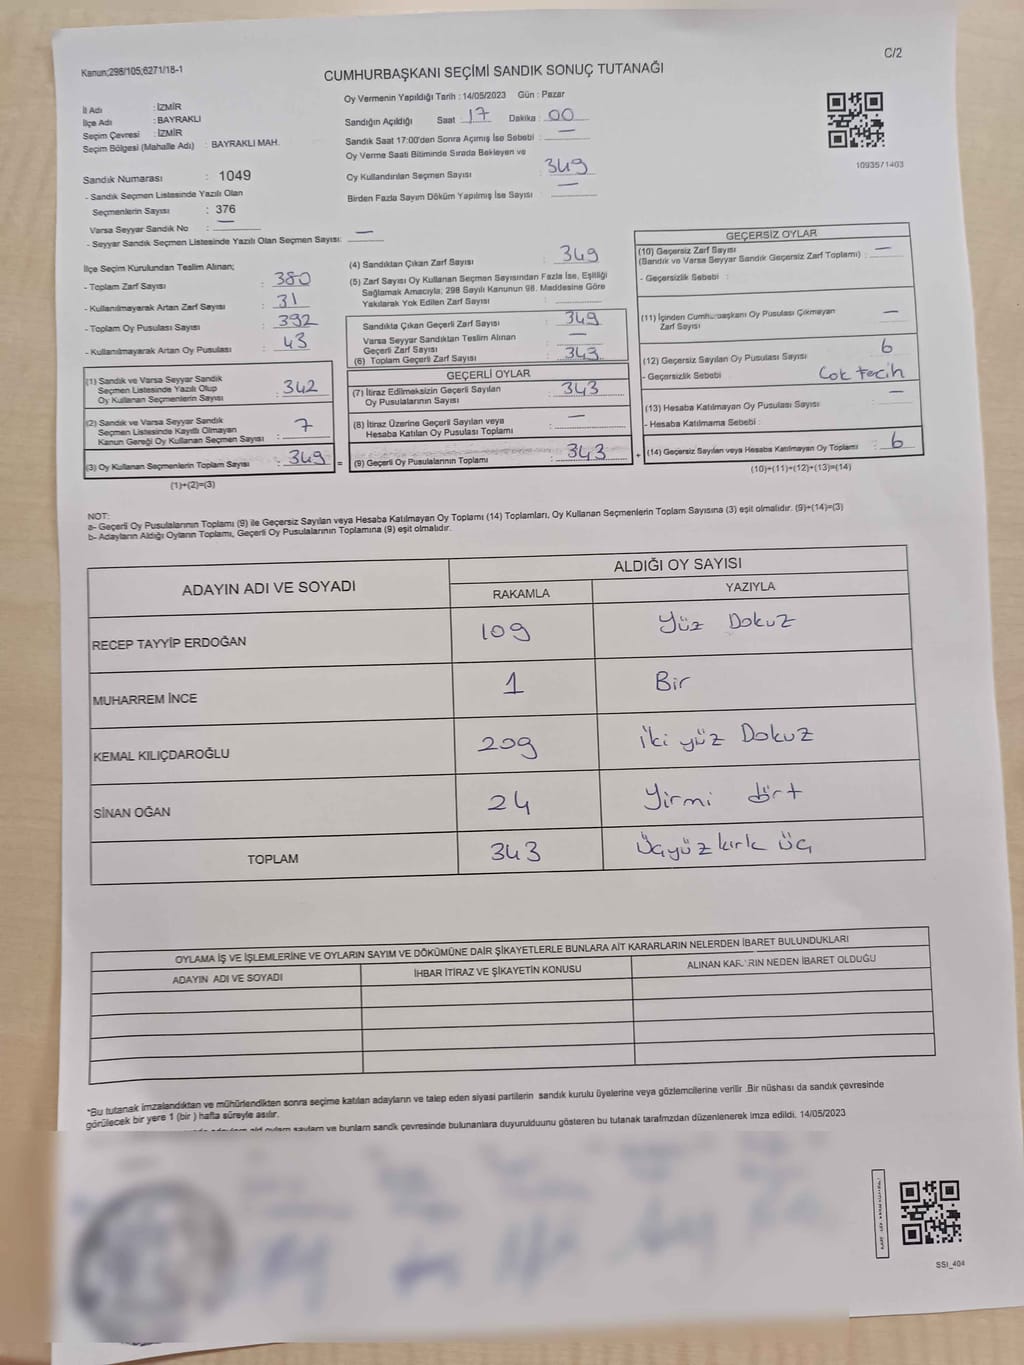 Kanun;298/105;6271/18-1
C/2
CUMHURBAŞKANI SEÇİMİ SANDIK SONUÇ TUTANAĞI
İl Adı : İZMİR
İlçe Adı : BAYRAKLI
Seçim Çevresi : İZMİR
Seçim Bölgesi (Mahalle Adı) : BAYRAKLI MAH.
Sandık Numarası : 1049
- Sandık Seçmen Listesinde Yazılı Olan
Seçmenlerin Sayısı : 376
Varsa Seyyar Sandık No : —
- Seyyar Sandık Seçmen Listesinde Yazılı Olan Seçmen Sayısı: —
Oy Vermenin Yapıldığı Tarih : 14/05/2023 Gün : Pazar
Sandığın Açıldığı Saat : 17 Dakika : 00
Sandık Saat 17:00'den Sonra Açımış İse Sebebi : —
Oy Verme Saati Bitiminde Sırada Bekleyen ve
Oy Kullandırılan Seçmen Sayısı : 349
Birden Fazla Sayım Döküm Yapılmış İse Sayısı : —
1093571403
İlçe Seçim Kurulundan Teslim Alınan;
- Toplam Zarf Sayısı : 380
- Kullanılmayarak Artan Zarf Sayısı : 31
- Toplam Oy Pusulası Sayısı : 392
- Kullanılmayarak Artan Oy Pusulası : 43
(1) Sandık ve Varsa Seyyar Sandık
Seçmen Listesinde Yazılı Olup
Oy Kullanan Seçmenlerin Sayısı : 342
(2) Sandık ve Varsa Seyyar Sandık
Seçmen Listesinde Kayıtlı Olmayan
Kanun Gereği Oy Kullanan Seçmen Sayısı : 7
(3) Oy Kullanan Seçmenlerin Toplam Sayısı : 349 =
(1)+(2)=(3)
(4) Sandıktan Çıkan Zarf Sayısı : 349
(5) Zarf Sayısı Oy Kullanan Seçmen Sayısından Fazla İse, Eşitliği
Sağlamak Amacıyla, 298 Sayılı Kanunun 98. Maddesine Göre
Yakılarak Yok Edilen Zarf Sayısı :
Sandıkta Çıkan Geçerli Zarf Sayısı : 349
Varsa Seyyar Sandıktan Teslim Alınan
Geçerli Zarf Sayısı : —
(6) Toplam Geçerli Zarf Sayısı : 343
GEÇERLİ OYLAR
(7) İtiraz Edilmeksizin Geçerli Sayılan
Oy Pusulalarının Sayısı : 343
(8) İtiraz Üzerine Geçerli Sayılan veya
Hesaba Katılan Oy Pusulası Toplamı : —
(9) Geçerli Oy Pusulalarının Toplamı : 343 +
GEÇERSİZ OYLAR
(10) Geçersiz Zarf Sayısı
(Sandık ve Varsa Seyyar Sandık Geçersiz Zarf Toplamı) : —
- Geçersizlik Sebebi :
(11) İçinden Cumhurbaşkanı Oy Pusulası Çıkmayan
Zarf Sayısı : —
(12) Geçersiz Sayılan Oy Pusulası Sayısı : 6
- Geçersizlik Sebebi : Çok tercih
(13) Hesaba Katılmayan Oy Pusulası Sayısı : —
- Hesaba Katılmama Sebebi :
(14) Geçersiz Sayılan veya Hesaba Katılmayan Oy Toplamı : 6
(10)+(11)+(12)+(13)=(14)
NOT:
a- Geçerli Oy Pusulalarının Toplamı (9) ile Geçersiz Sayılan veya Hesaba Katılmayan Oy Toplamı (14) Toplamları, Oy Kullanan Seçmenlerin Toplam Sayısına (3) eşit olmalıdır. (9)+(14)=(3)
b- Adayların Aldığı Oyların Toplamı, Geçerli Oy Pusulalarının Toplamına (9) eşit olmalıdır.
ADAYIN ADI VE SOYADI ALDIĞI OY SAYISI
RAKAMLA YAZIYLA
RECEP TAYYİP ERDOĞAN 109 Yüz Dokuz
MUHARREM İNCE 1 Bir
KEMAL KILIÇDAROĞLU 209 iki yüz Dokuz
SİNAN OĞAN 24 Yirmi dört
TOPLAM 343 Üçyüz kırk üç
OYLAMA İŞ VE İŞLEMLERİNE VE OYLARIN SAYIM VE DÖKÜMÜNE DAİR ŞİKAYETLERLE BUNLARA AİT KARARLARIN NELERDEN İBARET BULUNDUKLARI
ADAYIN ADI VE SOYADI İHBAR İTİRAZ VE ŞİKAYETİN KONUSU ALINAN KARARIN NEDEN İBARET OLDUĞU
*Bu tutanak imzalandıktan ve mühürlendikten sonra seçime katılan adayların ve talep eden siyasi partilerin sandık kurulu üyelerine veya gözlemcilerine verilir .Bir nüshası da sandık çevresinde
görülecek bir yere 1 (bir ) hafta süreyle asılır.
ve bunların sandık çevresinde bulunanlara duyurulduunu gösteren bu tutanak tarafmzdan düzenlenerek imza edildi. 14/05/2023
SSI_404